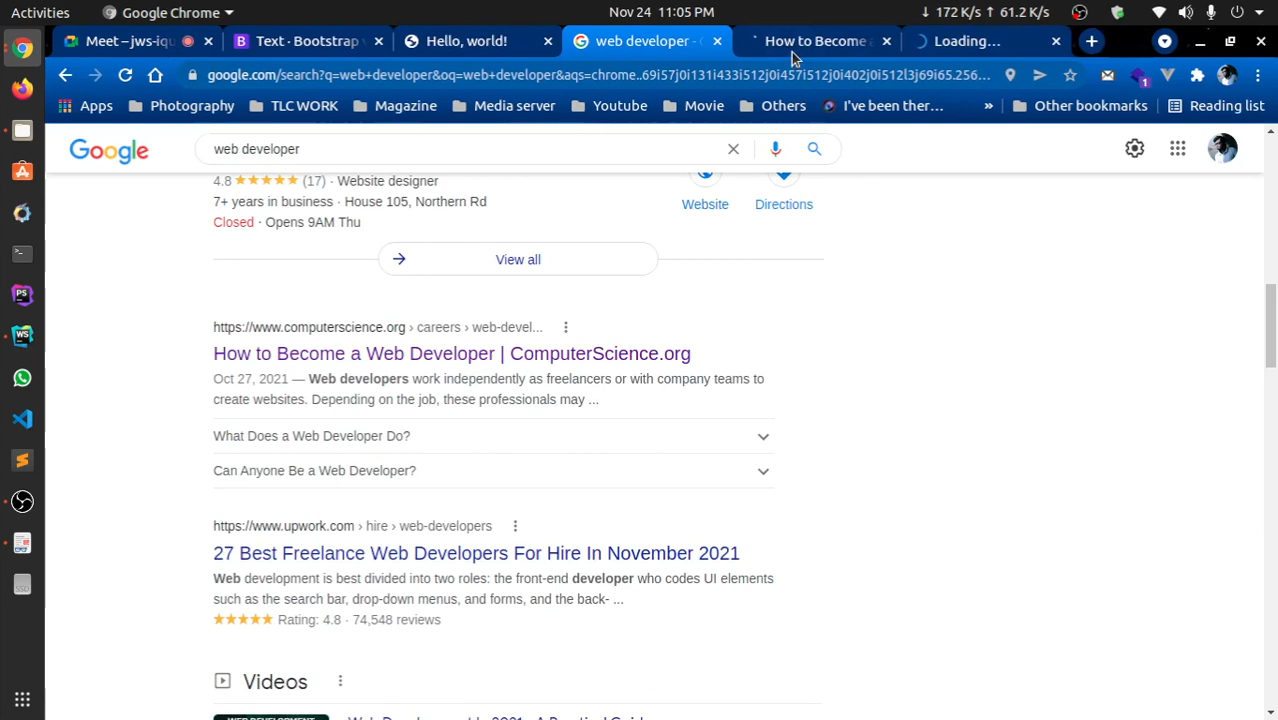 Activities
Google Chrome
Nov 24 11:05 PM
↓ 172 K/s ↑ 61.2 K/s
Meet – jws-iqu
Text · Bootstrap
Hello, world!
web developer -
How to Become
Loading...
google.com/search?q=web+developer&oq=web+developer&aqs=chrome..69i57j0i131i433i512j0i457i512j0i402j0i512l3j69i65.256...
1
Apps
Photography
TLC WORK
Magazine
Media server
Youtube
Movie
Others
I've been ther...
»
Other bookmarks
Reading list
Google
web developer
4.8 ★★★★★ (17) · Website designer
7+ years in business · House 105, Northern Rd
Closed · Opens 9AM Thu
Website
Directions
View all
https://www.computerscience.org › careers › web-devel...
How to Become a Web Developer | ComputerScience.org
Oct 27, 2021 — Web developers work independently as freelancers or with company teams to
create websites. Depending on the job, these professionals may ...
What Does a Web Developer Do?
Can Anyone Be a Web Developer?
https://www.upwork.com › hire › web-developers
27 Best Freelance Web Developers For Hire In November 2021
Web development is best divided into two roles: the front-end developer who codes UI elements
such as the search bar, drop-down menus, and forms, and the back- ...
★★★★★ Rating: 4.8 · 74,548 reviews
Videos
PS
WS
SSD